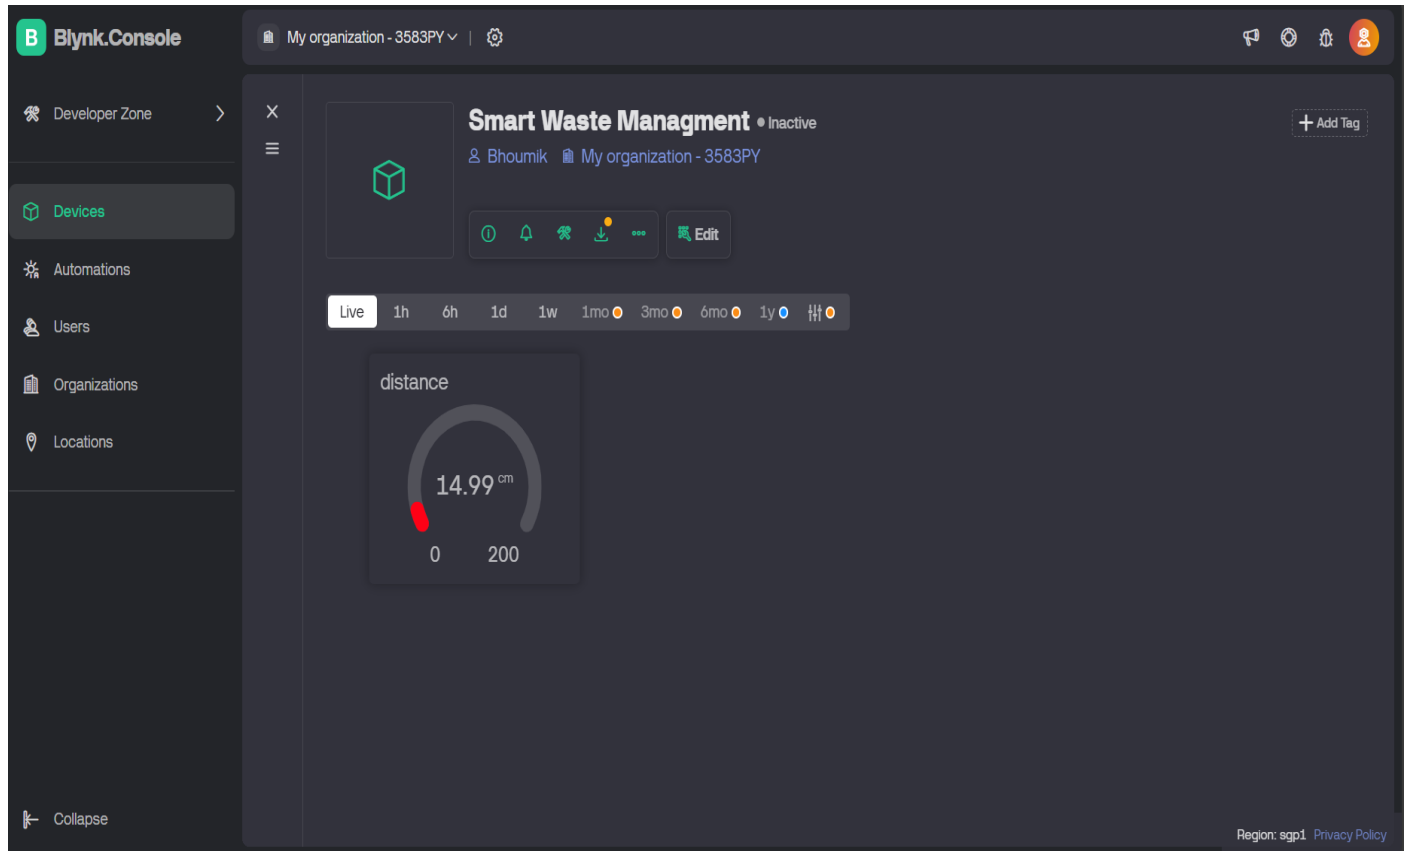 B Blynk.Console
My organization - 3583PY
Developer Zone
Devices
Automations
Users
Organizations
Locations
Collapse
Smart Waste Managment Inactive
Bhoumik My organization - 3583PY
Add Tag
Edit
Live 1h 6h 1d 1w 1mo 3mo 6mo 1y
distance
14.99 cm
0 200
Region: sgp1 Privacy Policy